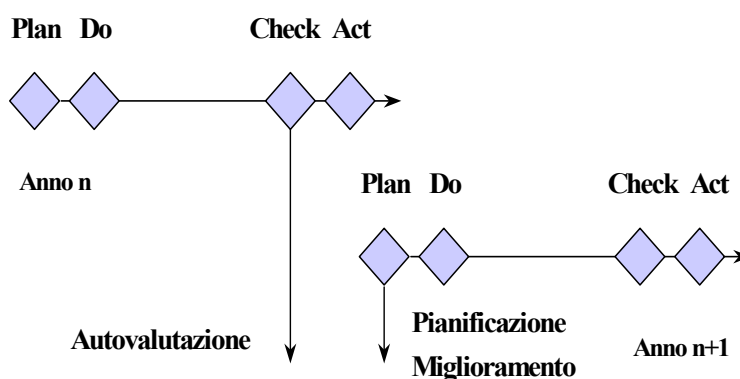 Plan Do Check Act
Anno n
Plan Do Check Act
Autovalutazione
Pianificazione
Miglioramento
Anno n+1